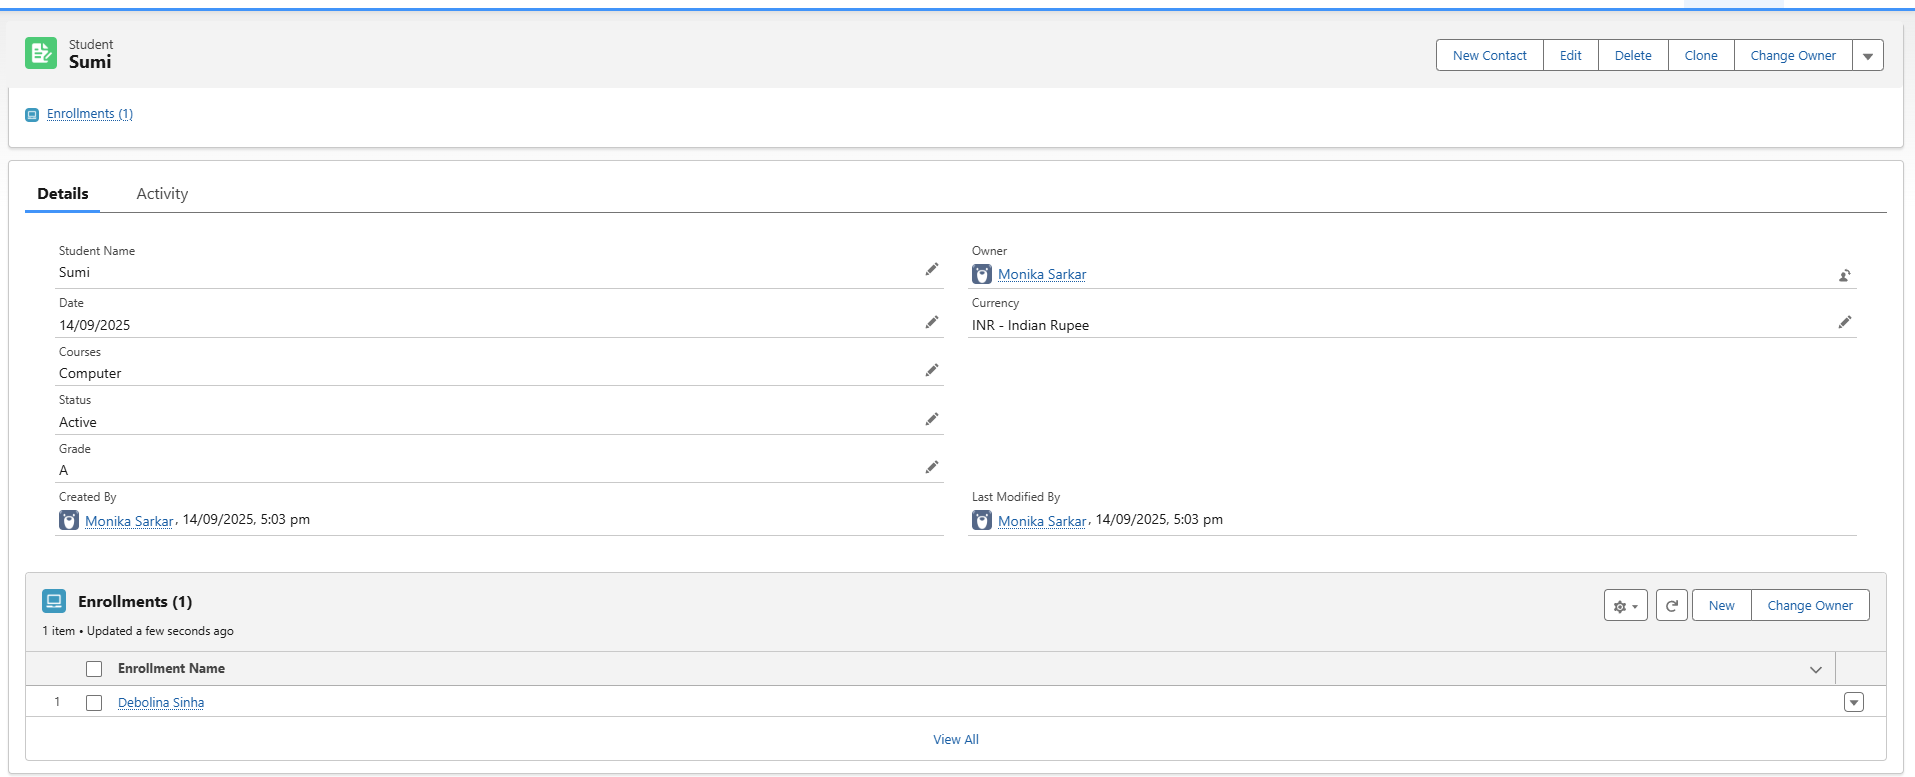 Student
Sumi
New Contact Edit Delete Clone Change Owner
Enrollments (1)
Details Activity
Student Name
Sumi
Owner
Monika Sarkar
Date
14/09/2025
Currency
INR - Indian Rupee
Courses
Computer
Status
Active
Grade
A
Created By
Monika Sarkar, 14/09/2025, 5:03 pm
Last Modified By
Monika Sarkar, 14/09/2025, 5:03 pm
Enrollments (1)
1 item • Updated a few seconds ago
New Change Owner
Enrollment Name
1 Debolina Sinha
View All